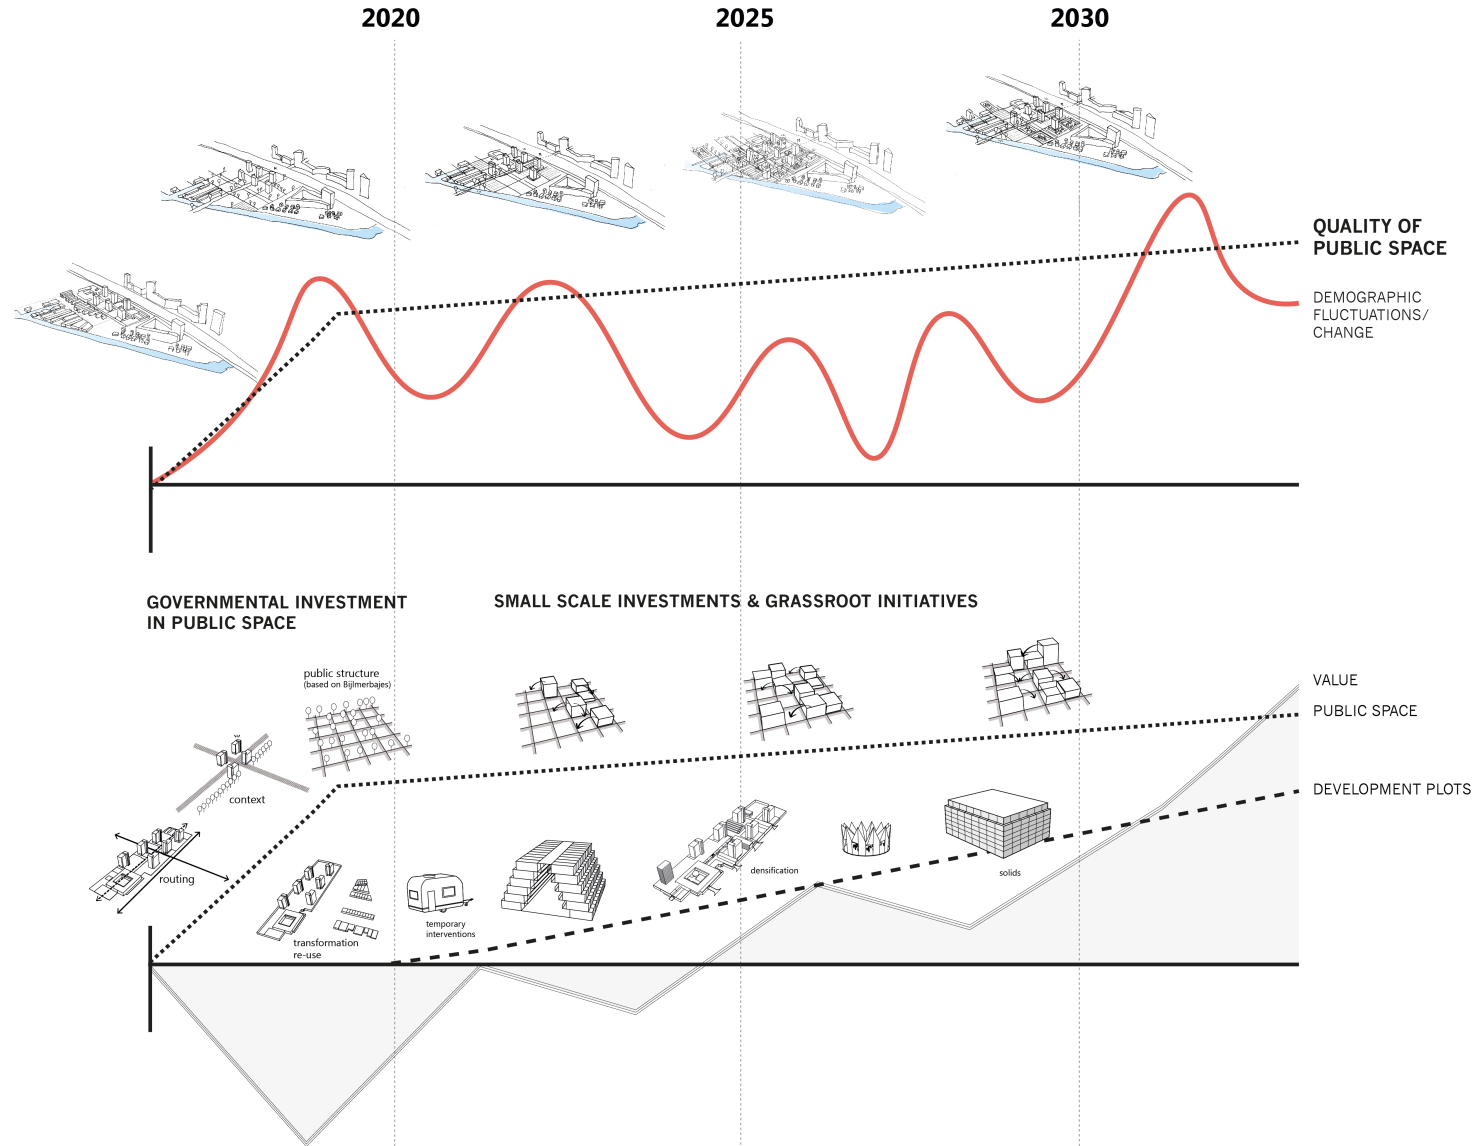 2020
2025
2030
QUALITY OF
PUBLIC SPACE
DEMOGRAPHIC
FLUCTUATIONS/
CHANGE
GOVERNMENTAL INVESTMENT
IN PUBLIC SPACE
SMALL SCALE INVESTMENTS & GRASSROOT INITIATIVES
public structure
(based on Bijlmerbajes)
VALUE
PUBLIC SPACE
context
DEVELOPMENT PLOTS
routing
densification
solids
temporary
interventions
transformation
re-use